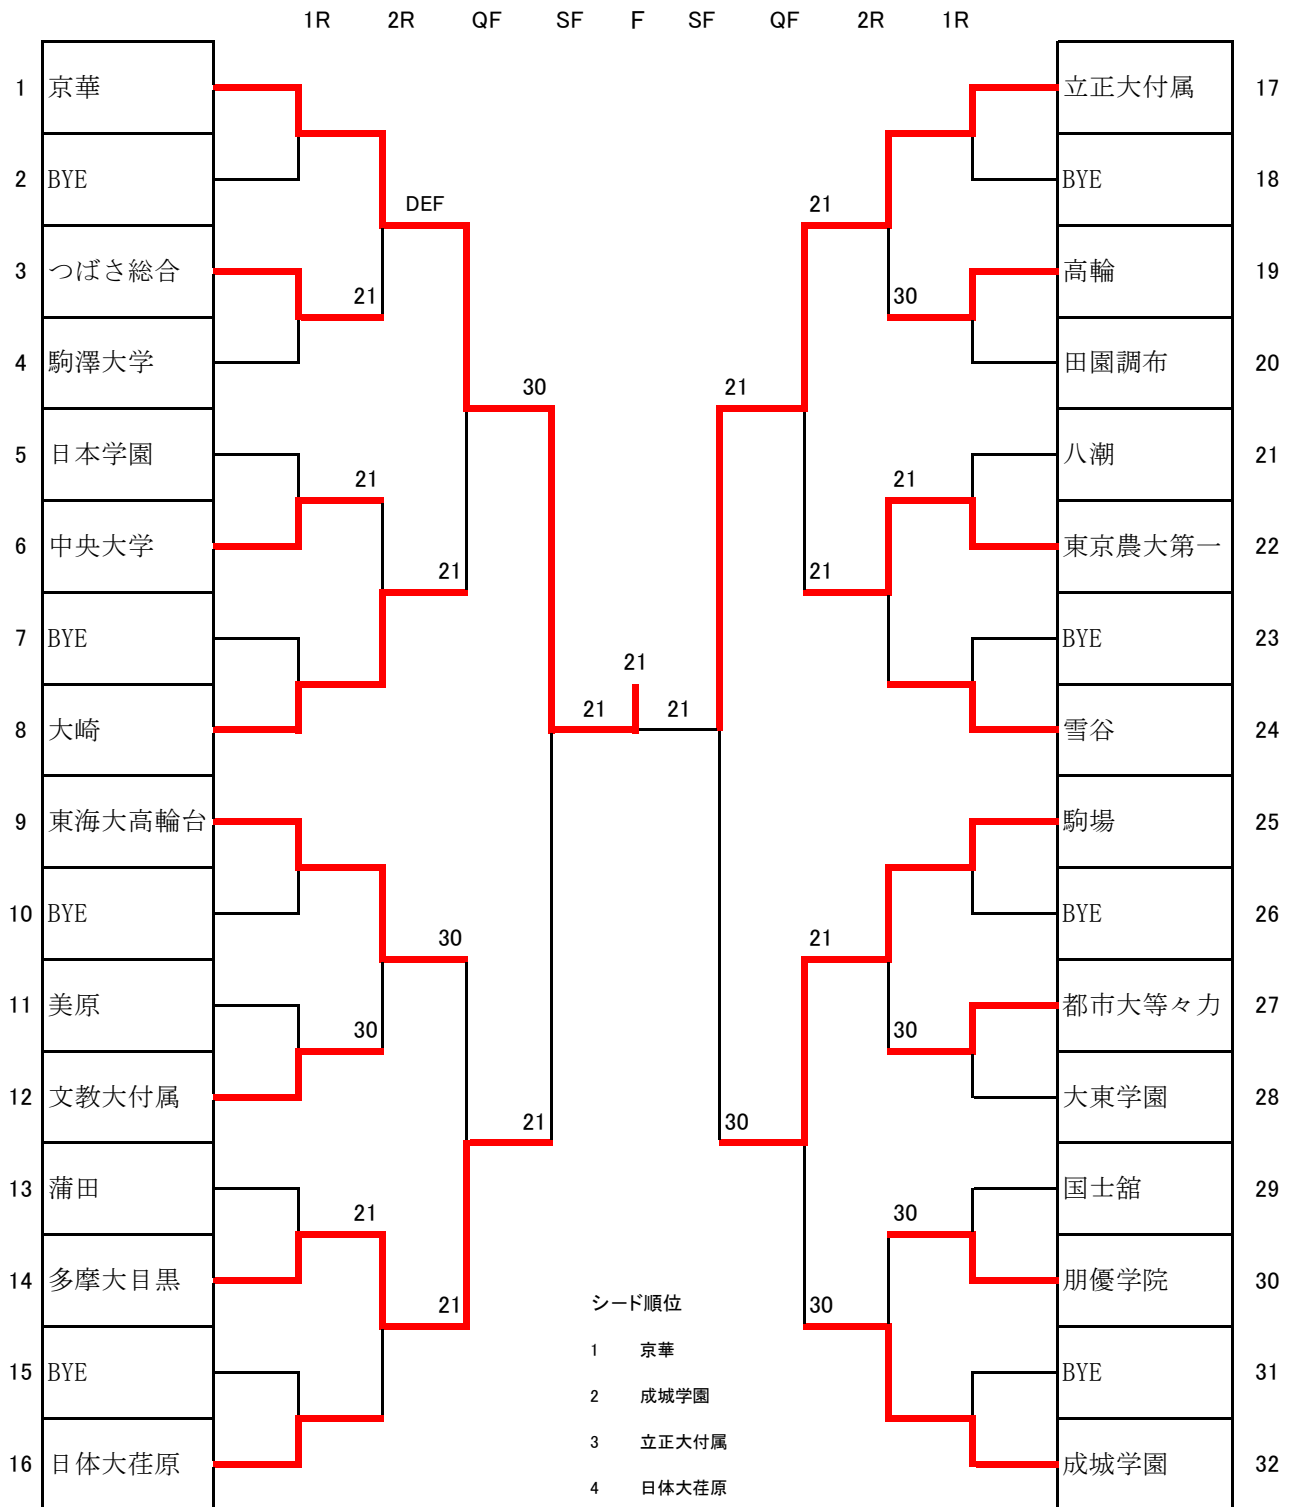 1R 2R QF SF F SF QF 2R 1R
1 京華 立正大付属 17
2 BYE BYE 18
DEF 21
3 つばさ総合 高輪 19
21 30
4 駒澤大学 田園調布 20
30 21
5 日本学園 八潮 21
21 21
6 中央大学 東京農大第一 22
21 21
7 BYE BYE 23
21
21 21
8 大崎 雪谷 24
9 東海大高輪台 駒場 25
10 BYE BYE 26
30 21
11 美原 都市大等々力 27
30 30
12 文教大付属 大東学園 28
21 30
13 蒲田 国士舘 29
21 30
14 多摩大目黒 朋優学院 30
21 シード順位 30
1 京華
15 BYE BYE 31
2 成城学園
3 立正大付属
16 日体大荏原 成城学園 32
4 日体大荏原